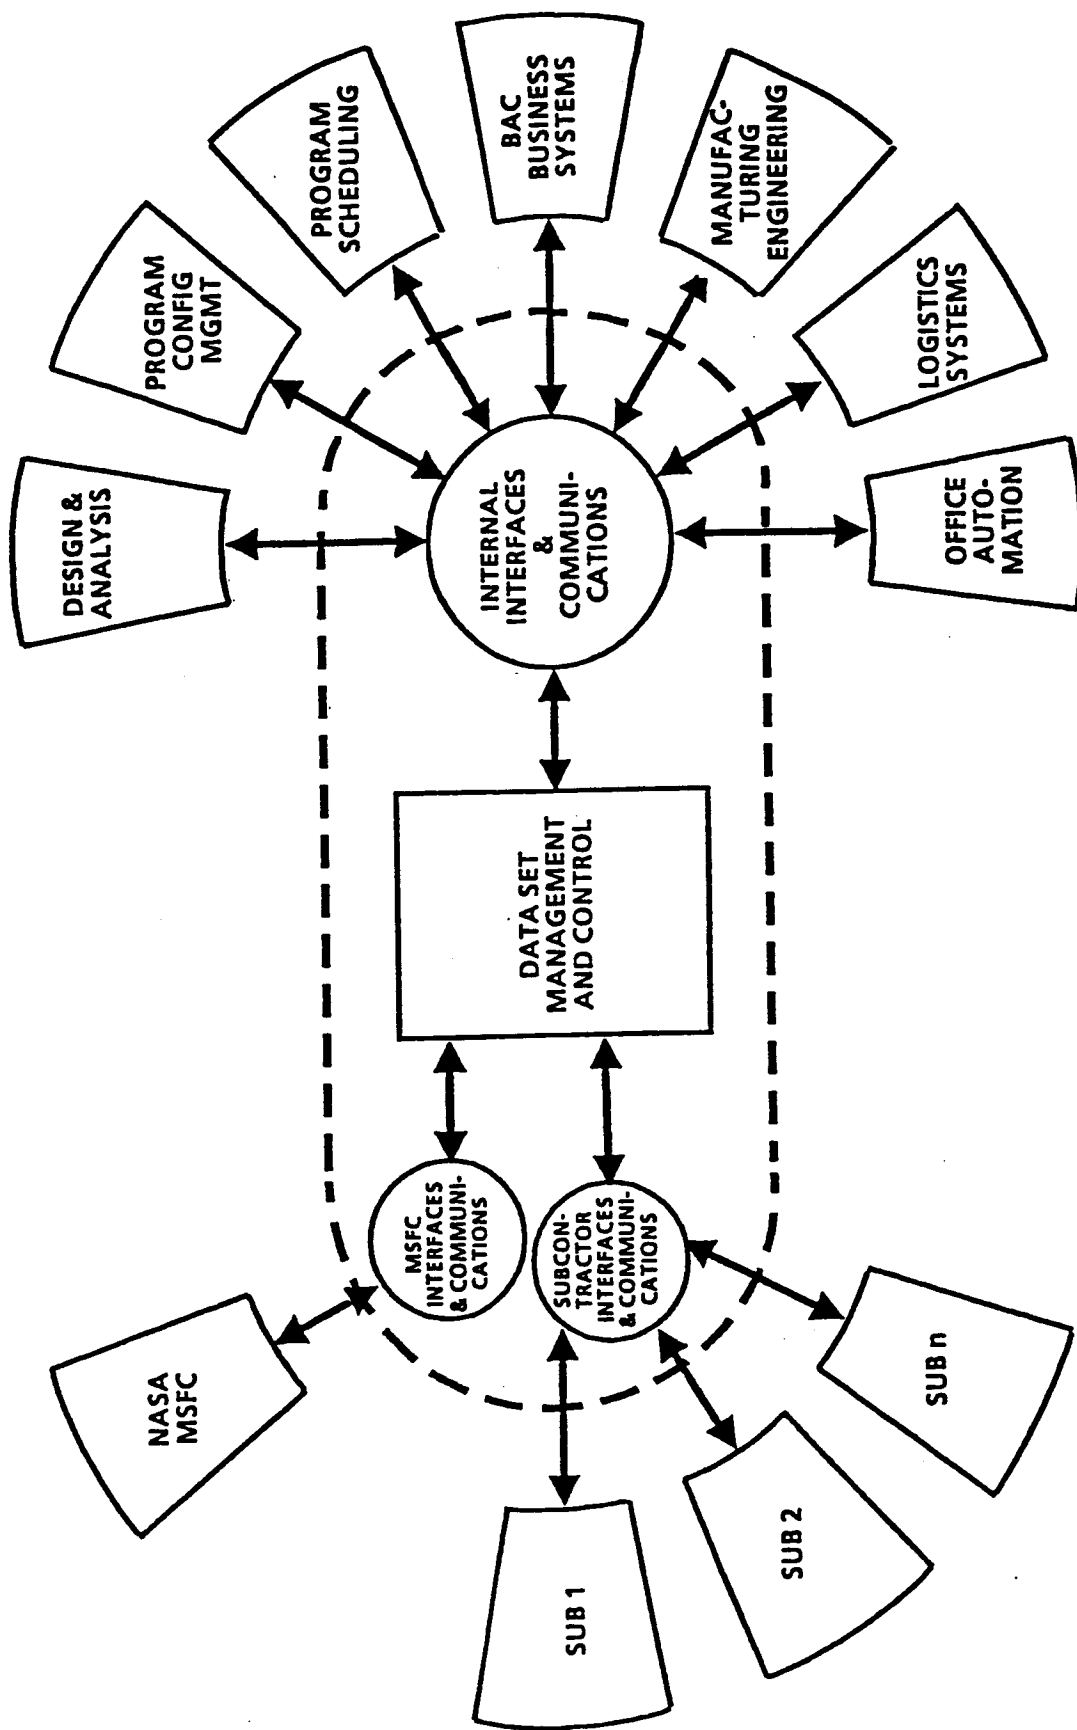 NASA
MSFC
SUB 1
SUB 2
SUB n
MSFC
INTERFACES
& COMMUNI-
CATIONS
SUBCON-
TRACTOR
INTERFACES
& COMMUNI-
CATIONS
DATA SET
MANAGEMENT
AND CONTROL
INTERNAL
INTERFACES
&
COMMUNI-
CATIONS
DESIGN &
ANALYSIS
PROGRAM
CONFIG
MGMT
PROGRAM
SCHEDULING
BAC
BUSINESS
SYSTEMS
MANUFAC-
TURING
ENGINEERING
LOGISTICS
SYSTEMS
OFFICE
AUTO-
MATION